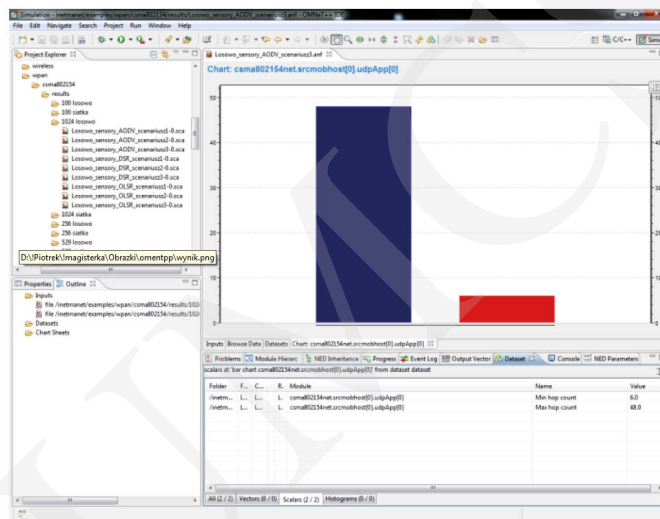 Simulation - inetmanet/examples/wpan/csma802154/results/Losowo_sensory_AODV_scenariusz3.anf - OMNeT++ IDE
File Edit Navigate Search Project Run Window Help
C/C++ Simu
Project Explorer
wireless
wpan
csma802154
results
100 losowo
100 siatka
1024 losowo
Losowo_sensory_AODV_scenariusz1-0.sca
Losowo_sensory_AODV_scenariusz2-0.sca
Losowo_sensory_AODV_scenariusz3-0.sca
Losowo_sensory_DSR_scenariusz1-0.sca
Losowo_sensory_DSR_scenariusz2-0.sca
Losowo_sensory_DSR_scenariusz3-0.sca
Losowo_sensory_OLSR_scenariusz1-0.sca
Losowo_sensory_OLSR_scenariusz2-0.sca
Losowo_sensory_OLSR_scenariusz3-0.sca
1024 siatka
256 losowo
256 siatka
529 losowo
D:\!Piotrek\!magisterka\Obrazki\omentpp\wynik.png
Properties Outline
Inputs
file /inetmanet/examples/wpan/csma802154/results/102
file /inetmanet/examples/wpan/csma802154/results/102
Datasets
Chart Sheets
Losowo_sensory_AODV_scenariusz3.anf
Chart: csma802154net.srcmobhost[0].udpApp[0]
50
40
30
20
10
0
Inputs Browse Data Datasets Chart: csma802154net.srcmobhost[0].udpApp[0]
Problems Module Hierarc NED Inheritance Progress Event Log Output Vector Dataset Console NED Parameters
scalars at 'bar chart csma802154net.srcmobhost[0].udpApp[0]' from dataset dataset
Folder F... C... R. Module Name Value
/inetm... L... L... L. csma802154net.srcmobhost[0].udpApp[0] Min hop count 6.0
/inetm... L... L... L. csma802154net.srcmobhost[0].udpApp[0] Max hop count 48.0
All (2 / 2) Vectors (0 / 0) Scalars (2 / 2) Histograms (0 / 0)
UMCS